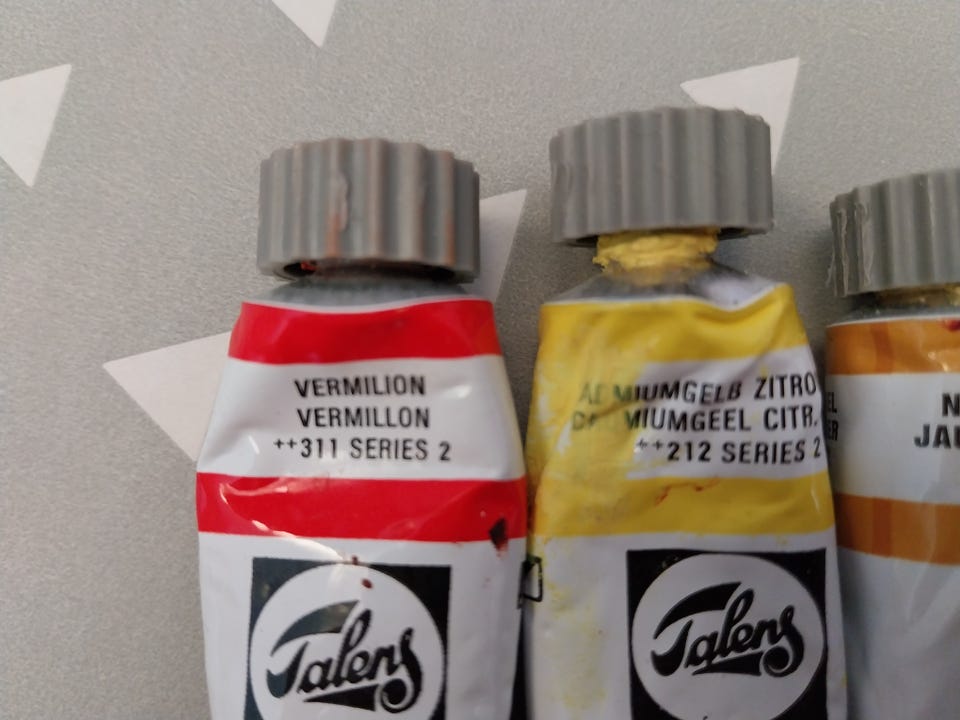 VERMILION
VERMILLON
++311 SERIES 2
Talens
MIUMGELB ZITRO
MIUMGEEL CITR.
++212 SERIES 2
Talens